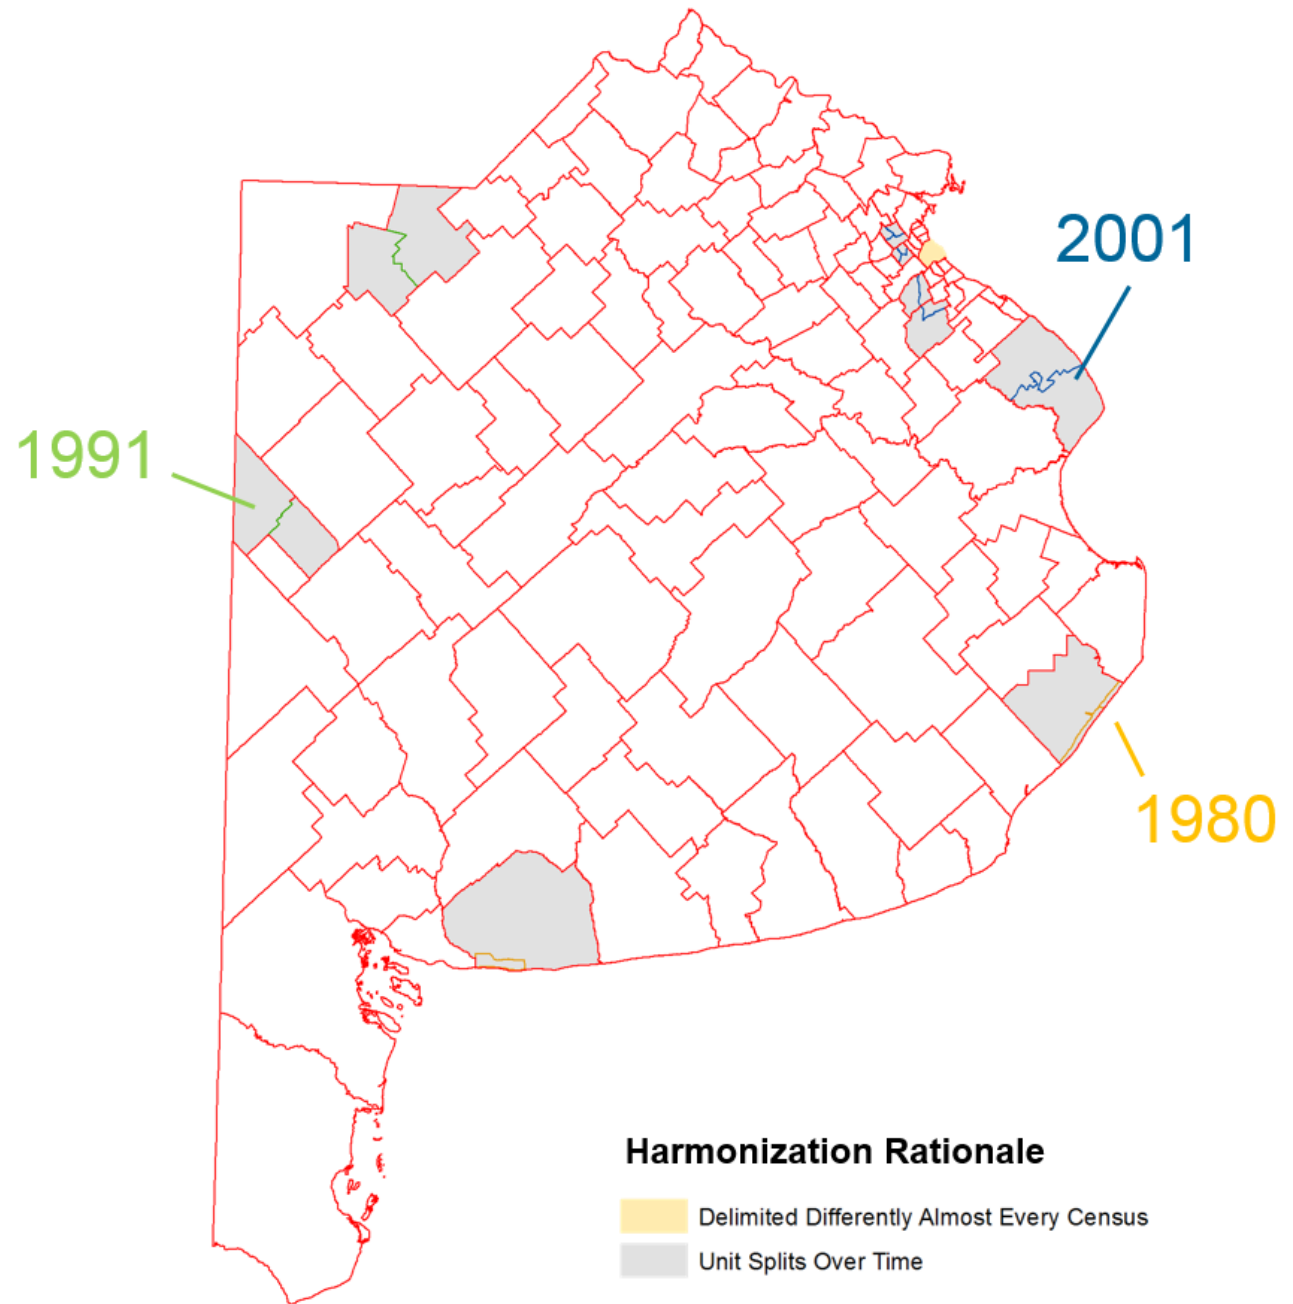 2001
1991
1980
Harmonization Rationale
Delimited Differently Almost Every Census
Unit Splits Over Time